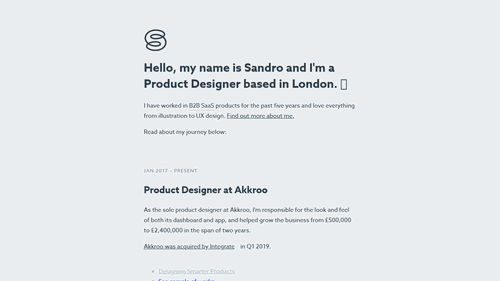 Hello, my name is Sandro and I'm a
Product Designer based in London.
I have worked in B2B SaaS products for the past five years and love everything
from illustration to UX design. Find out more about me.
Read about my journey below:
JAN 2017 – PRESENT
Product Designer at Akkroo
As the sole product designer at Akkroo, I'm responsible for the look and feel
of both its dashboard and app, and helped grow the business from £500,000
to £2,400,000 in the span of two years.
Akkroo was acquired by Integrate in Q1 2019.
Designing Smarter Products